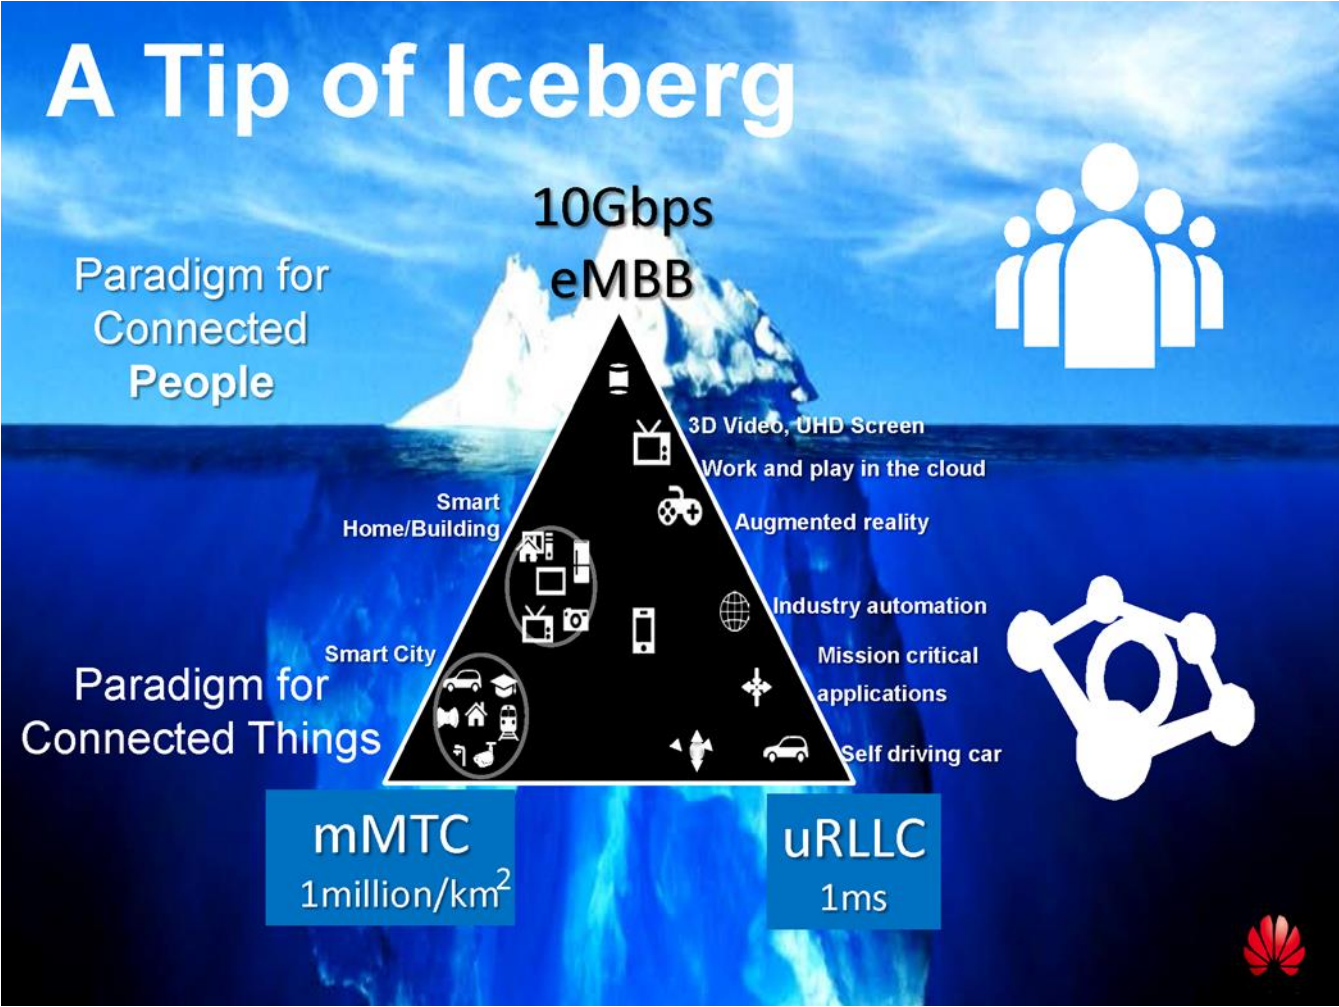 A Tip of Iceberg
10Gbps
eMBB
Paradigm for
Connected
People
3D Video, UHD Screen
Work and play in the cloud
Smart
Home/Building
Augmented reality
Industry automation
Smart City
Mission critical
applications
Paradigm for
Connected Things
Self driving car
mMTC
1million/km²
uRLLC
1ms